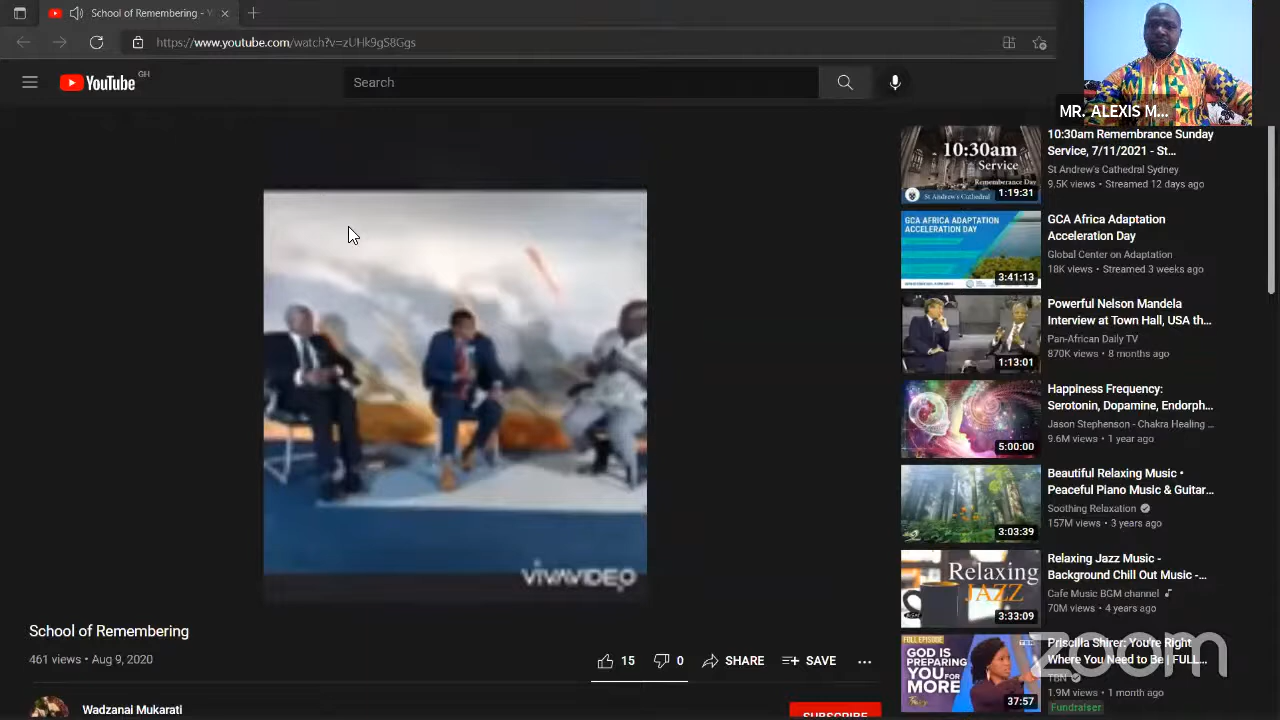 School of Remembering - Y
https://www.youtube.com/watch?v=zUHk9gS8Ggs
YouTube GH
Search
MR. ALEXIS M...
VIVAVIDEO
School of Remembering
461 views • Aug 9, 2020
15
0
SHARE
SAVE
Wadzanai Mukarati
SUBSCRIBE
10:30am
Service
Rememberance Day
St Andrew's Cathedral
1:19:31
10:30am Remembrance Sunday
Service, 7/11/2021 - St...
St Andrew's Cathedral Sydney
9.5K views • Streamed 12 days ago
GCA AFRICA ADAPTATION
ACCELERATION DAY
3:41:13
GCA Africa Adaptation
Acceleration Day
Global Center on Adaptation
18K views • Streamed 3 weeks ago
1:13:01
Powerful Nelson Mandela
Interview at Town Hall, USA th...
Pan-African Daily TV
870K views • 8 months ago
5:00:00
Happiness Frequency:
Serotonin, Dopamine, Endorph...
Jason Stephenson - Chakra Healing ...
9.6M views • 1 year ago
3:03:39
Beautiful Relaxing Music •
Peaceful Piano Music & Guitar...
Soothing Relaxation
157M views • 3 years ago
Relaxing
JAZZ
3:33:09
Relaxing Jazz Music -
Background Chill Out Music -...
Cafe Music BGM channel
70M views • 4 years ago
FULL EPISODE
GOD IS
PREPARING
YOU FOR
MORE
37:57
Priscilla Shirer: You're Right
Where You Need to Be | FULL...
TBN
1.9M views • 1 month ago
Fundraiser
zoom